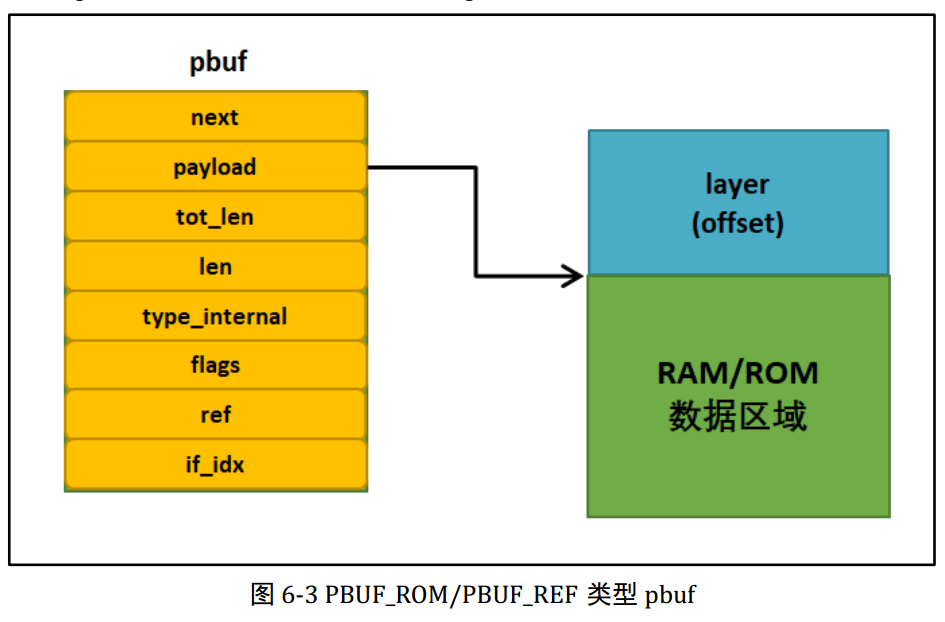 pbuf
next
payload
tot_len
len
type_internal
flags
ref
if_idx
layer
(offset)
RAM/ROM
数据区域
图 6-3 PBUF_ROM/PBUF_REF 类型 pbuf